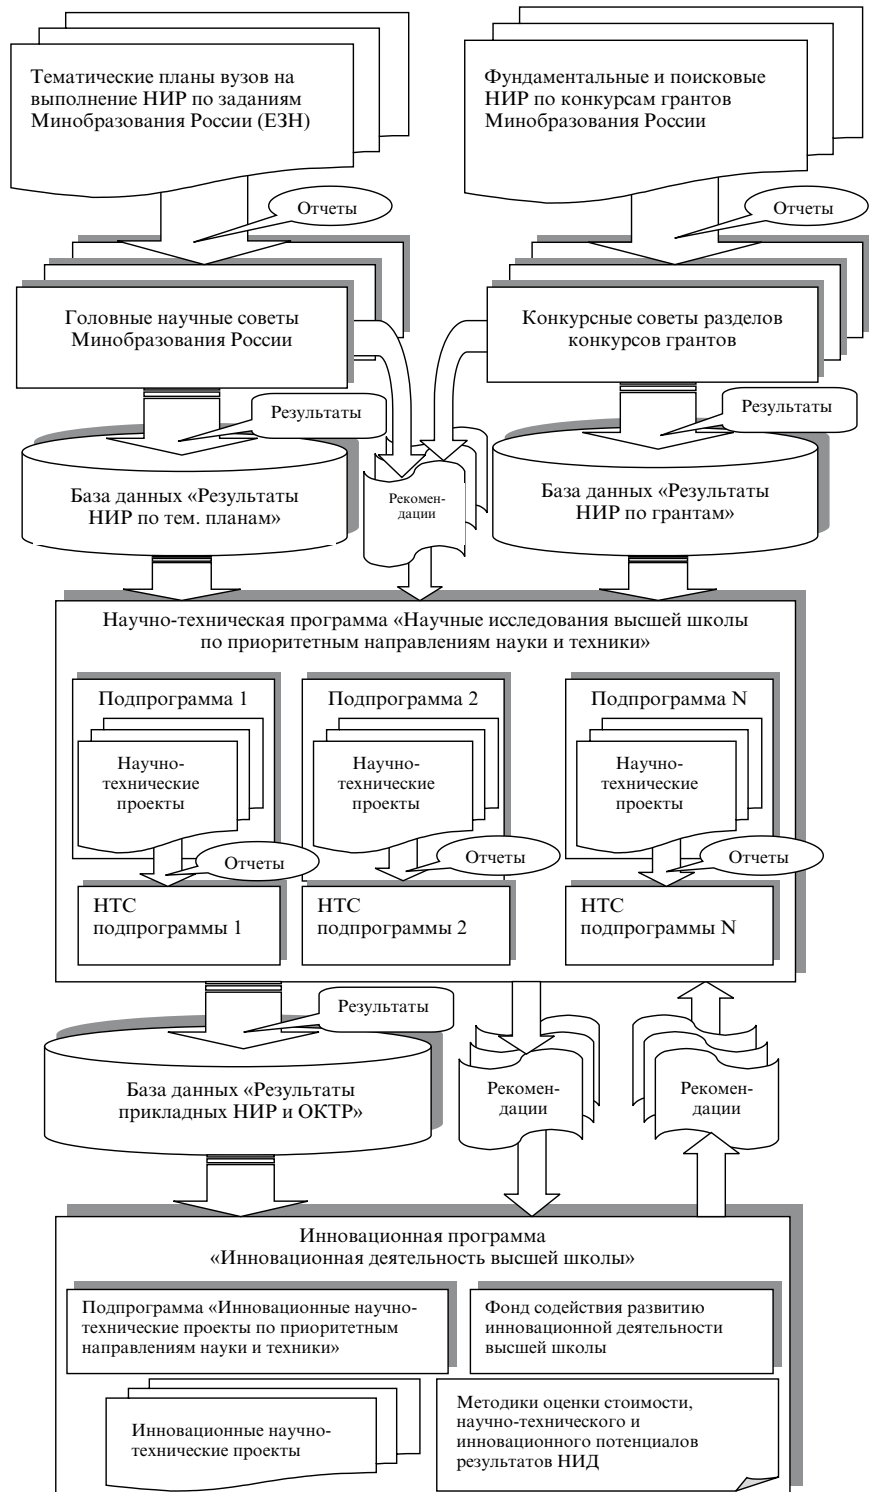 Тематические планы вузов на
выполнение НИР по заданиям
Минобразования России (ЕЗН)
Фундаментальные и поисковые
НИР по конкурсам грантов
Минобразования России
Отчеты
Отчеты
Головные научные советы
Минобразования России
Конкурсные советы разделов
конкурсов грантов
Результаты
Результаты
База данных «Результаты
НИР по тем. планам»
Рекомен-
дации
База данных «Результаты
НИР по грантам»
Научно-техническая программа «Научные исследования высшей школы
по приоритетным направлениям науки и техники»
Подпрограмма 1
Научно-
технические
проекты
Отчеты
НТС
подпрограммы 1
Подпрограмма 2
Научно-
технические
проекты
Отчеты
НТС
подпрограммы 2
Подпрограмма N
Научно-
технические
проекты
Отчеты
НТС
подпрограммы N
Результаты
База данных «Результаты
прикладных НИР и ОКТР»
Рекомен-
дации
Рекомен-
дации
Инновационная программа
«Инновационная деятельность высшей школы»
Подпрограмма «Инновационные научно-
технические проекты по приоритетным
направлениям науки и техники»
Фонд содействия развитию
инновационной деятельности
высшей школы
Инновационные научно-
технические проекты
Методики оценки стоимости,
научно-технического и
инновационного потенциалов
результатов НИД